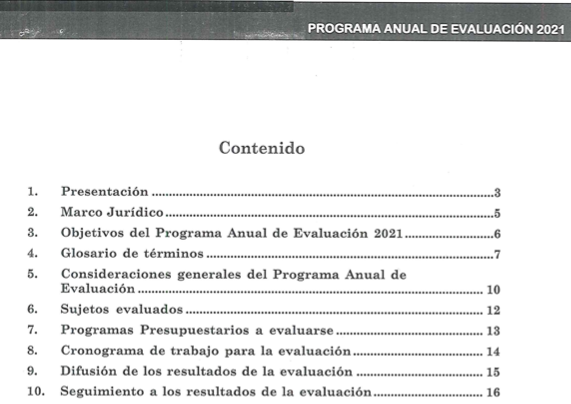 PROGRAMA ANUAL DE EVALUACIÓN 2021
Contenido
1. Presentación ....................................................................................3
2. Marco Jurídico.................................................................................5
3. Objetivos del Programa Anual de Evaluación 2021......................6
4. Glosario de términos .......................................................................7
5. Consideraciones generales del Programa Anual de
Evaluación ..................................................................................... 10
6. Sujetos evaluados ......................................................................... 12
7. Programas Presupuestarios a evaluarse .................................... 13
8. Cronograma de trabajo para la evaluación................................ 14
9. Difusión de los resultados de la evaluación ............................... 15
10. Seguimiento a los resultados de la evaluación........................... 16